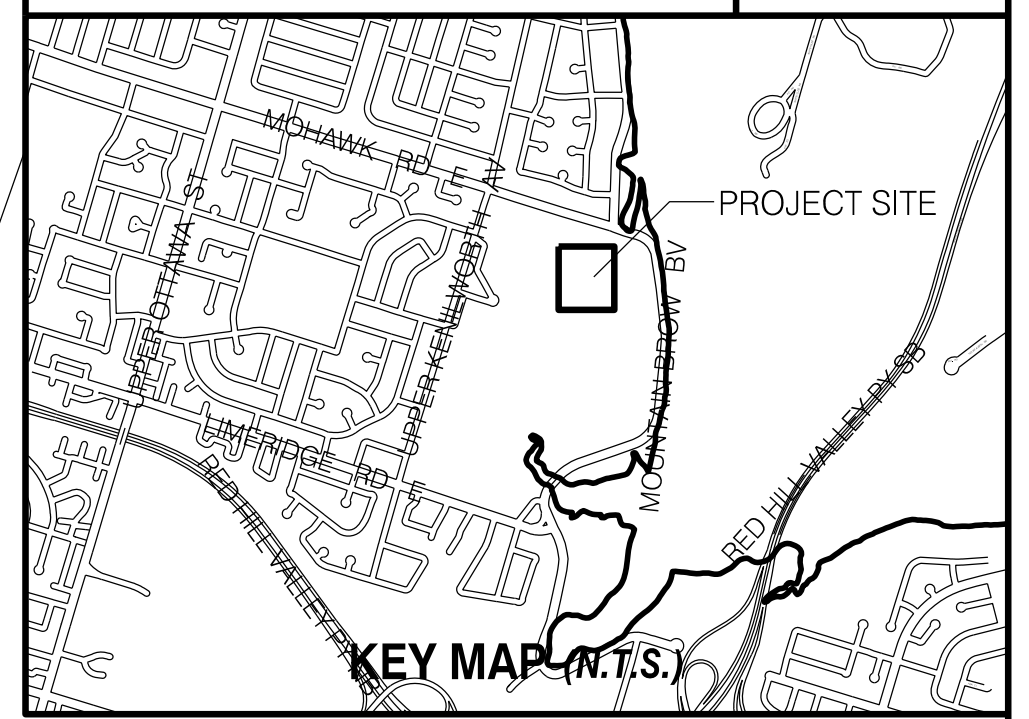 MOHAWK RD E
PROJECT SITE
UPPER OTTAWA ST
UPPER KENILWORTH AV
MOUNTAIN BROW BV
LIMERIDGE RD E
RED HILL VALLEY PY SB
RED HILL VALLEY PY NB
KEY MAP (N.T.S.)